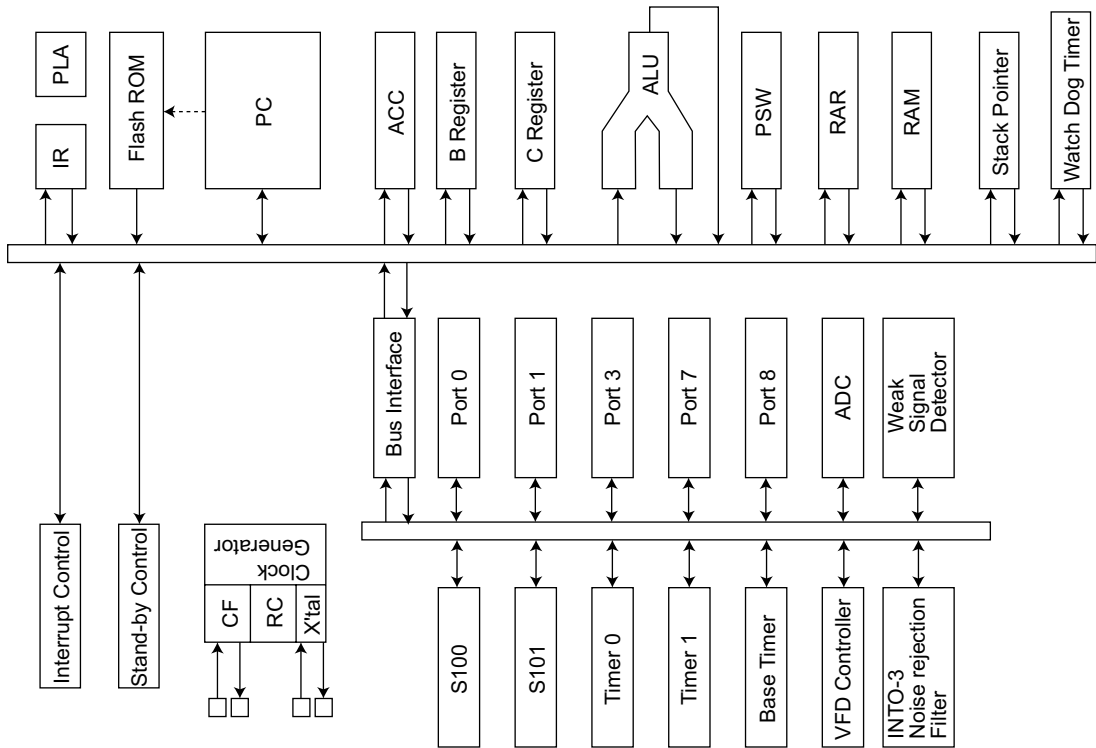 Interrupt Control
Stand-by Control
CF
RC
X'tal
Clock
Generator
IR
PLA
Flash ROM
PC
Bus Interface
ACC
B Register
C Register
ALU
PSW
RAR
RAM
Stack Pointer
Watch Dog Timer
S100
Port 0
S101
Port 1
Timer 0
Port 3
Timer 1
Port 7
Base Timer
Port 8
VFD Controller
ADC
INTO-3
Noise rejection
Filter
Weak
Signal
Detector